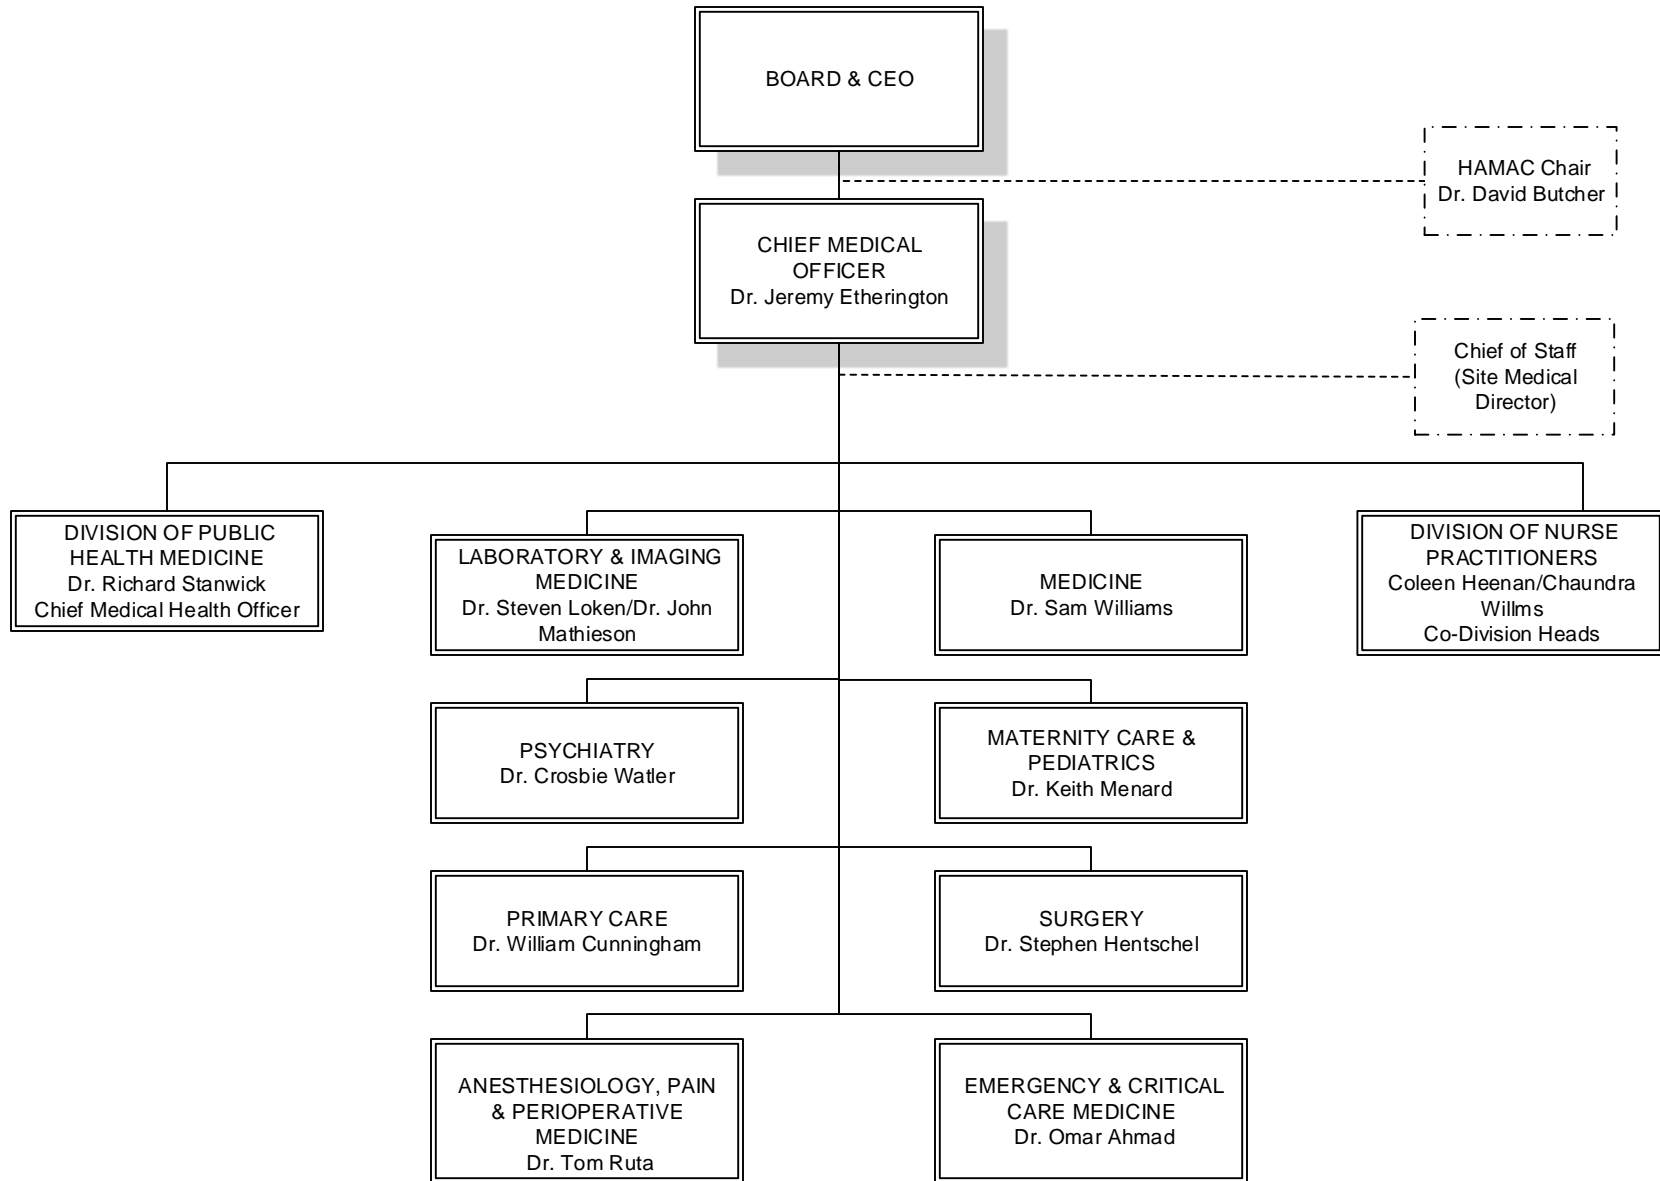 BOARD & CEO
HAMAC Chair
Dr. David Butcher
CHIEF MEDICAL
OFFICER
Dr. Jeremy Etherington
Chief of Staff
(Site Medical
Director)
DIVISION OF PUBLIC
HEALTH MEDICINE
Dr. Richard Stanwick
Chief Medical Health Officer
LABORATORY & IMAGING
MEDICINE
Dr. Steven Loken/Dr. John
Mathieson
MEDICINE
Dr. Sam Williams
DIVISION OF NURSE
PRACTITIONERS
Coleen Heenan/Chaundra
Willms
Co-Division Heads
PSYCHIATRY
Dr. Crosbie Watler
MATERNITY CARE &
PEDIATRICS
Dr. Keith Menard
PRIMARY CARE
Dr. William Cunningham
SURGERY
Dr. Stephen Hentschel
ANESTHESIOLOGY, PAIN
& PERIOPERATIVE
MEDICINE
Dr. Tom Ruta
EMERGENCY & CRITICAL
CARE MEDICINE
Dr. Omar Ahmad